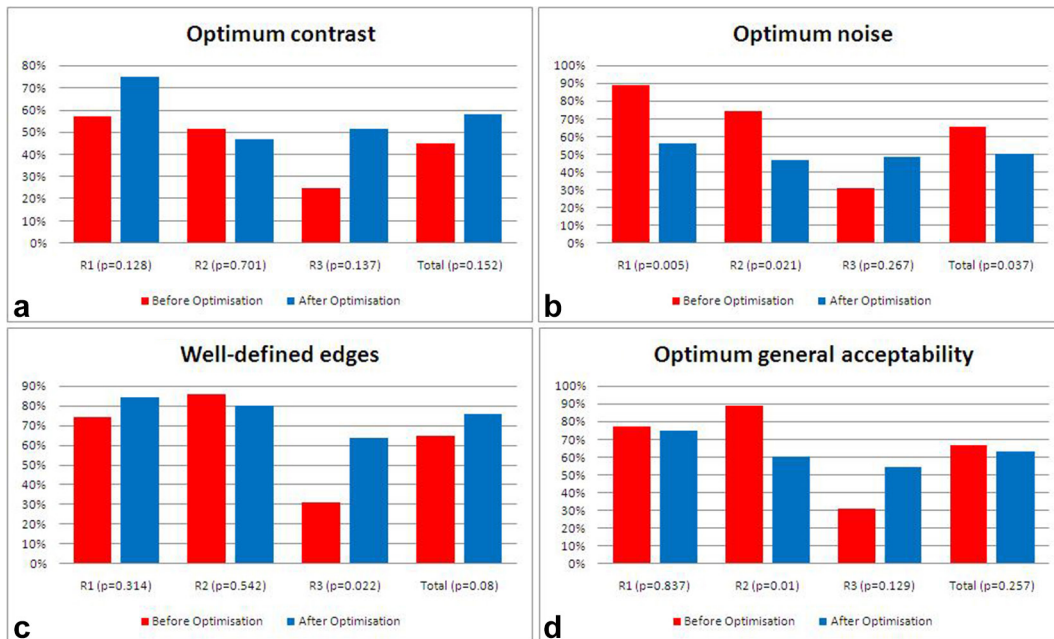 Optimum contrast
80%
70%
60%
50%
40%
30%
20%
10%
0%
R1 (p=0.128) R2 (p=0.701) R3 (p=0.137) Total (p=0.152)
Before Optimisation After Optimisation
a
Optimum noise
100%
90%
80%
70%
60%
50%
40%
30%
20%
10%
0%
R1 (p=0.005) R2 (p=0.021) R3 (p=0.267) Total (p=0.037)
Before Optimisation After Optimisation
b
Well-defined edges
90%
80%
70%
60%
50%
40%
30%
20%
10%
0%
R1 (p=0.314) R2 (p=0.542) R3 (p=0.022) Total (p=0.08)
Before Optimisation After Optimisation
c
Optimum general acceptability
100%
90%
80%
70%
60%
50%
40%
30%
20%
10%
0%
R1 (p=0.837) R2 (p=0.01) R3 (p=0.129) Total (p=0.257)
Before Optimisation After Optimisation
d